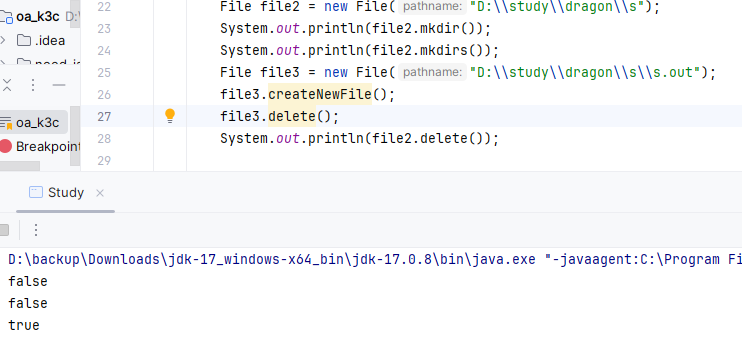 oa_k3c D:\
.idea
need_jo
oa_k3c
Breakpoint
22 File file2 = new File( pathname: "D:\\study\\dragon\\s");
23 System.out.println(file2.mkdir());
24 System.out.println(file2.mkdirs());
25 File file3 = new File( pathname: "D:\\study\\dragon\\s\\s.out");
26 file3.createNewFile();
27 file3.delete();
28 System.out.println(file2.delete());
29
Study
D:\backup\Downloads\jdk-17_windows-x64_bin\jdk-17.0.8\bin\java.exe "-javaagent:C:\Program Fi
false
false
true